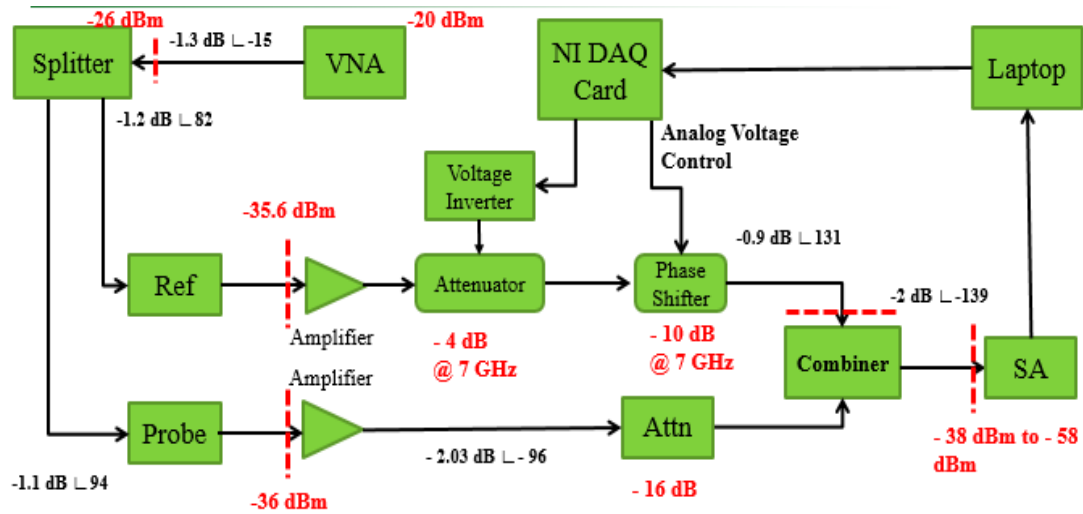 -26 dBm
-20 dBm
-1.3 dB ∟-15
Splitter
VNA
NI DAQ
Card
Laptop
-1.2 dB ∟82
Analog Voltage
Control
Voltage
Inverter
-35.6 dBm
-0.9 dB ∟131
Ref
Attenuator
Phase
Shifter
-2 dB ∟-139
Amplifier
- 4 dB
@ 7 GHz
- 10 dB
@ 7 GHz
Combiner
SA
Amplifier
Probe
Attn
- 2.03 dB ∟- 96
- 38 dBm to - 58
dBm
-1.1 dB ∟94
-36 dBm
- 16 dB